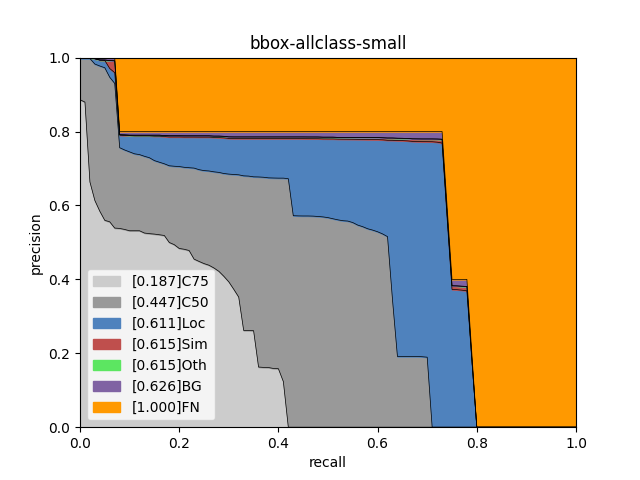 bbox-allclass-small
1.0
0.8
0.6
0.4
0.2
0.0
precision
[0.187]C75
[0.447]C50
[0.611]Loc
[0.615]Sim
[0.615]Oth
[0.626]BG
[1.000]FN
0.0 0.2 0.4 0.6 0.8 1.0
recall